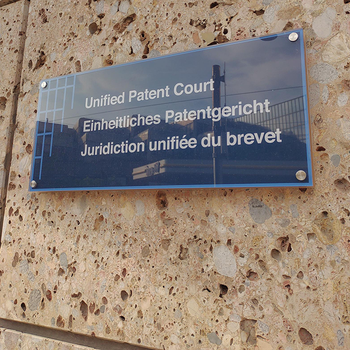 Unified Patent Court
Einheitliches Patentgericht
Juridiction unifiée du brevet